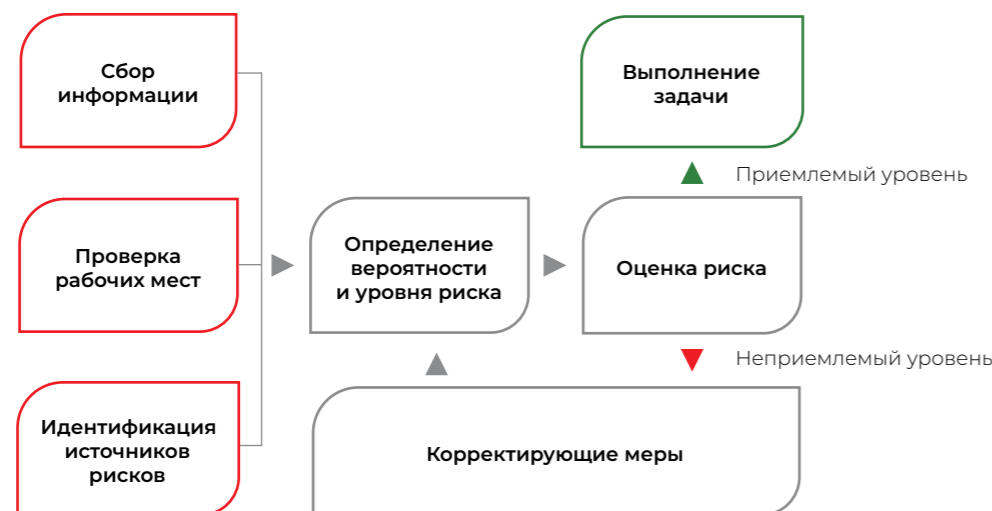 Сбор
информации
Выполнение
задачи
Приемлемый уровень
Проверка
рабочих мест
Определение
вероятности
и уровня риска
Оценка риска
Неприемлемый уровень
Идентификация
источников
рисков
Корректирующие меры